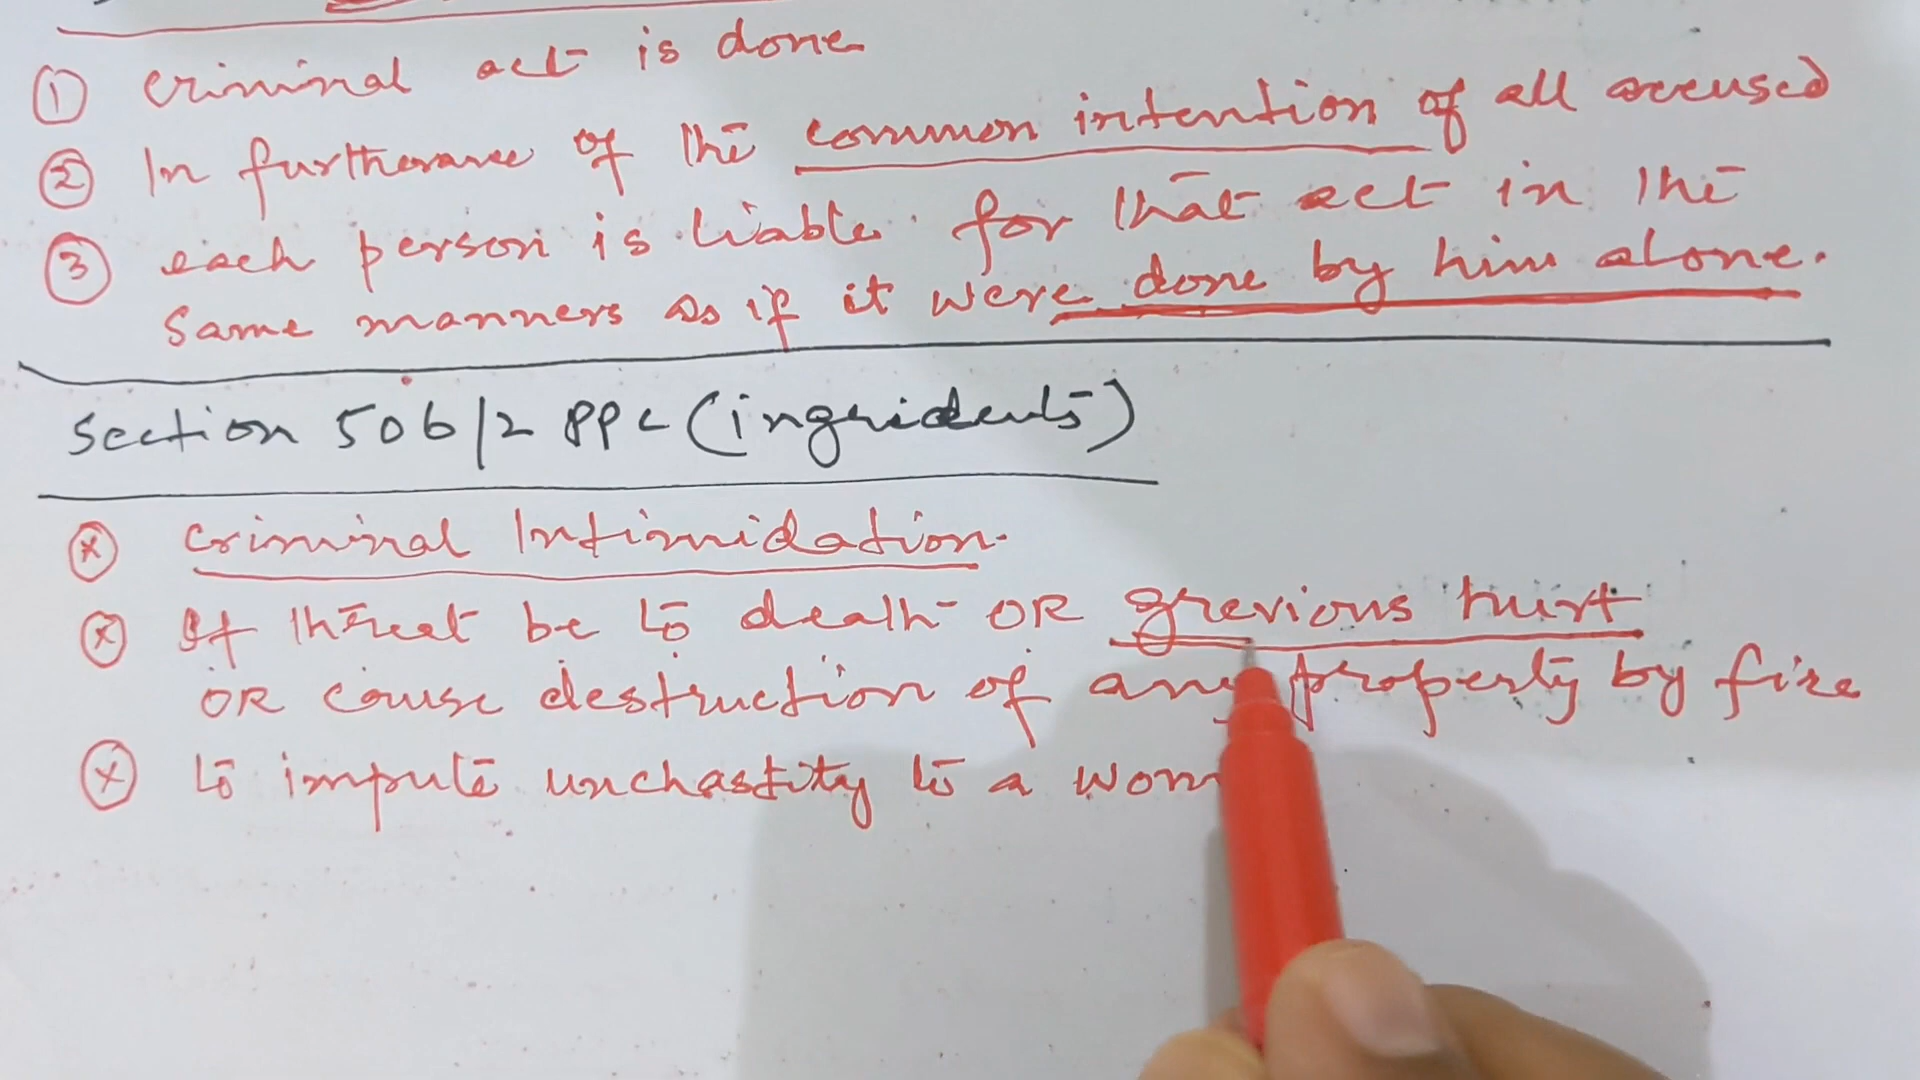 ① criminal act is done
② In furtherance of the common intention of all accused
③ each person is liable for that act in the
same manners as if it were done by him alone.
Section 506/2 PPC (ingridents)
criminal Intimidation.
If threat be to death OR grevious hurt
OR cause destruction of any property by fire
to impute unchastity to a wom